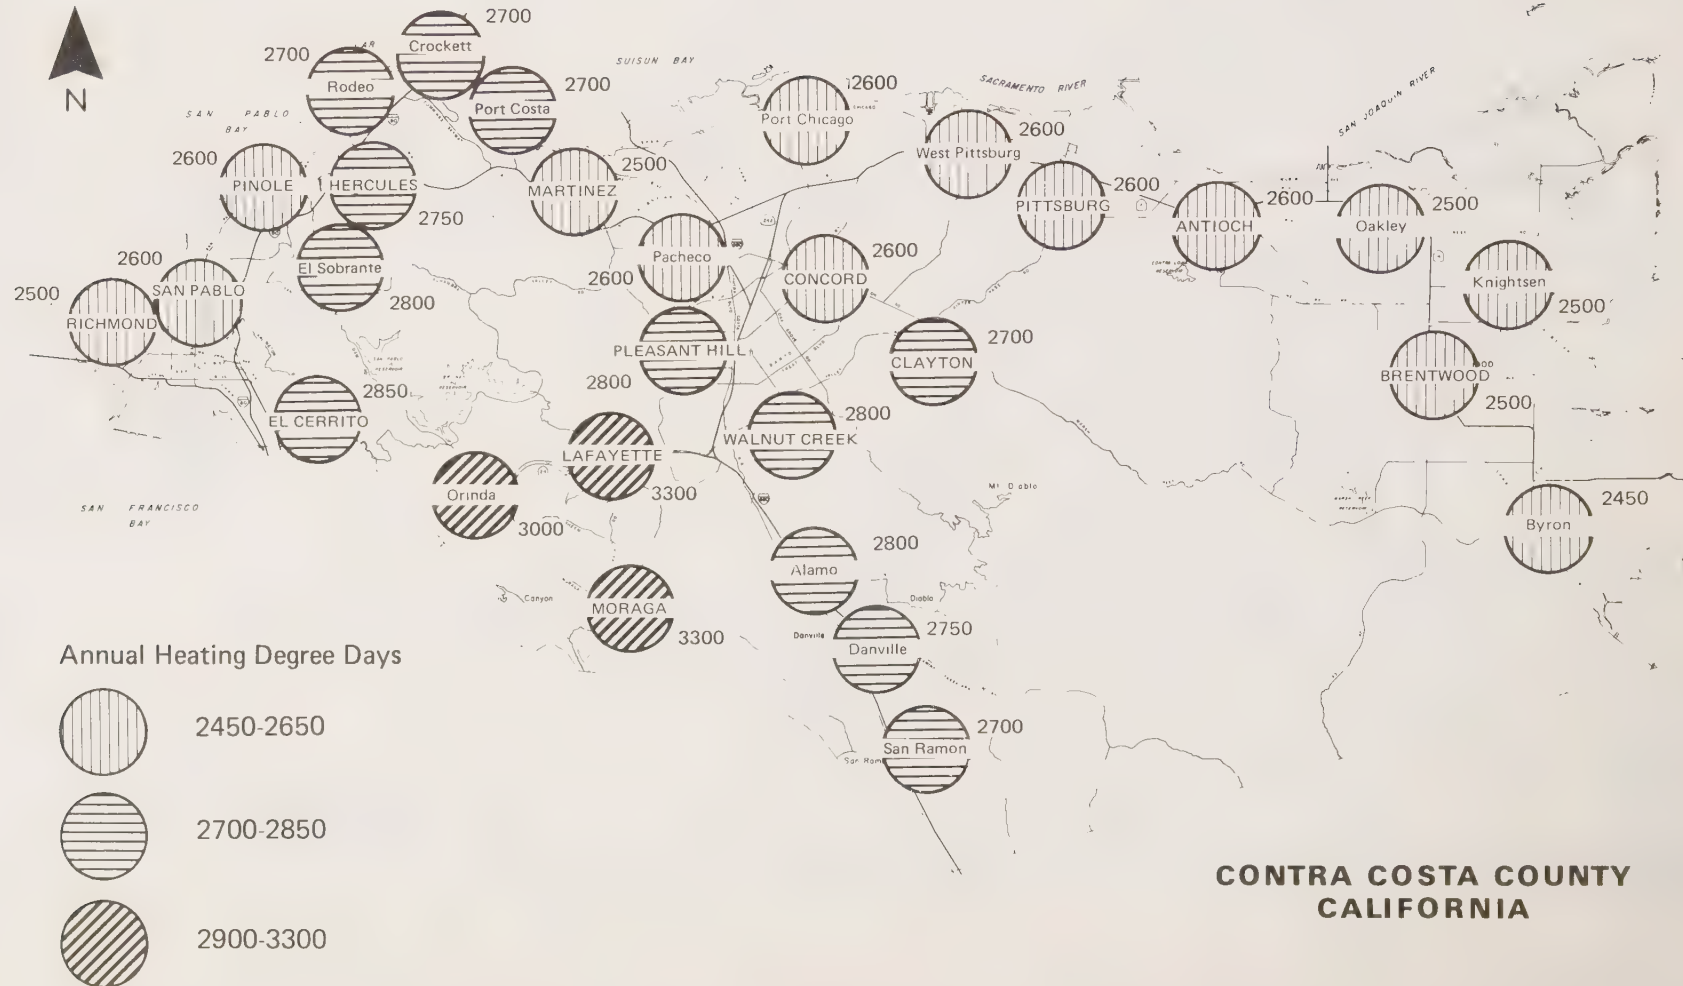 N
2700
Crockett
2700
Rodeo
2700
Port Costa
SUISUN BAY
2600
Port Chicago
SACRAMENTO RIVER
SAN JOAQUIN RIVER
SAN PABLO
BAY
2600
PINOLE
HERCULES
2750
2500
MARTINEZ
2600
West Pittsburg
2600
PITTSBURG
2600
ANTIOCH
2500
Oakley
Knightsen
2500
2600
SAN PABLO
2500
RICHMOND
El Sobrante
2800
Pacheco
2600
2600
CONCORD
PLEASANT HILL
2800
2700
CLAYTON
BRENTWOOD
2500
2850
EL CERRITO
LAFAYETTE
3300
2800
WALNUT CREEK
Orinda
3000
SAN FRANCISCO
BAY
Mt Diablo
2450
Byron
2800
Alamo
Canyon
MORAGA
3300
Diablo
Danville
2750
Danville
2700
San Ramon
Annual Heating Degree Days
2450-2650
2700-2850
2900-3300
CONTRA COSTA COUNTY
CALIFORNIA